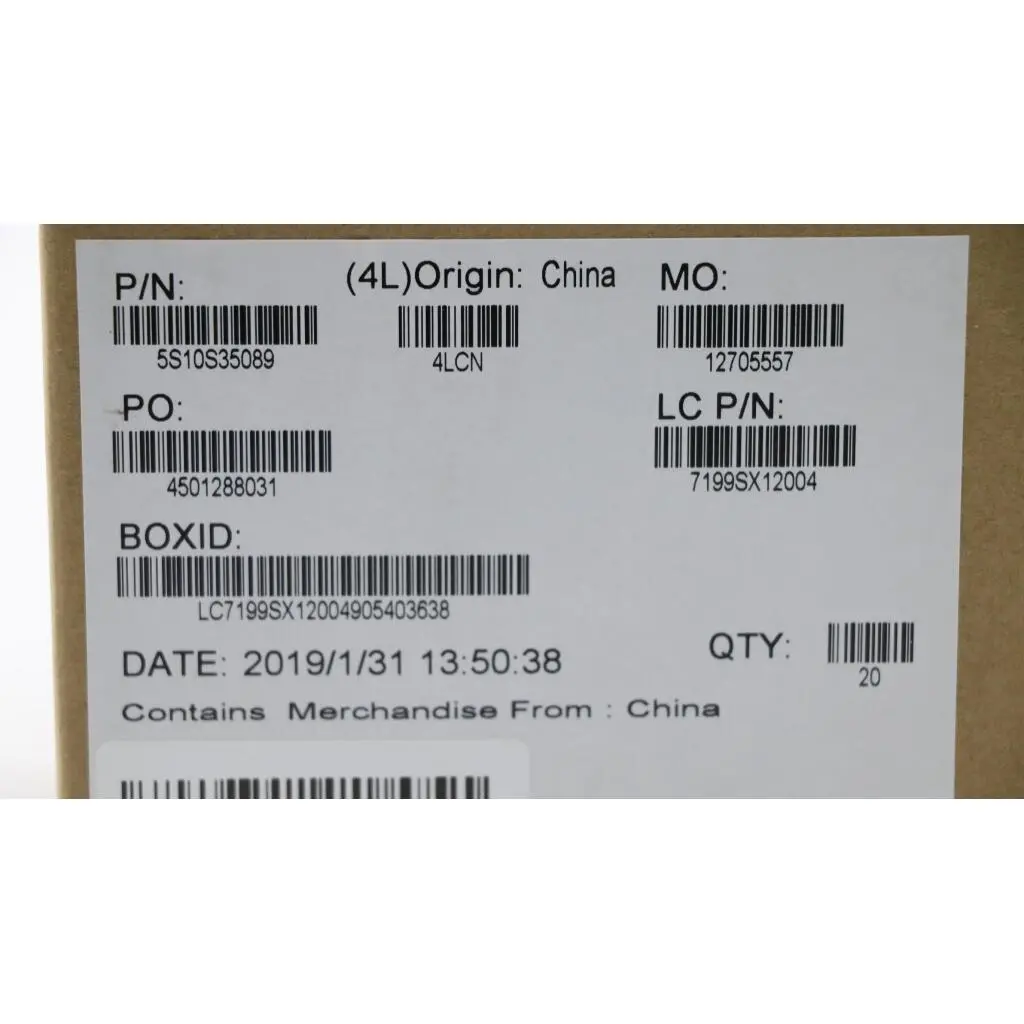 P/N: (4L)Origin: China MO:
5S10S35089 4LCN 12705557
PO: LC P/N:
4501288031 7199SX12004
BOXID:
LC7199SX12004905403638
DATE: 2019/1/31 13:50:38 QTY:
20
Contains Merchandise From : China